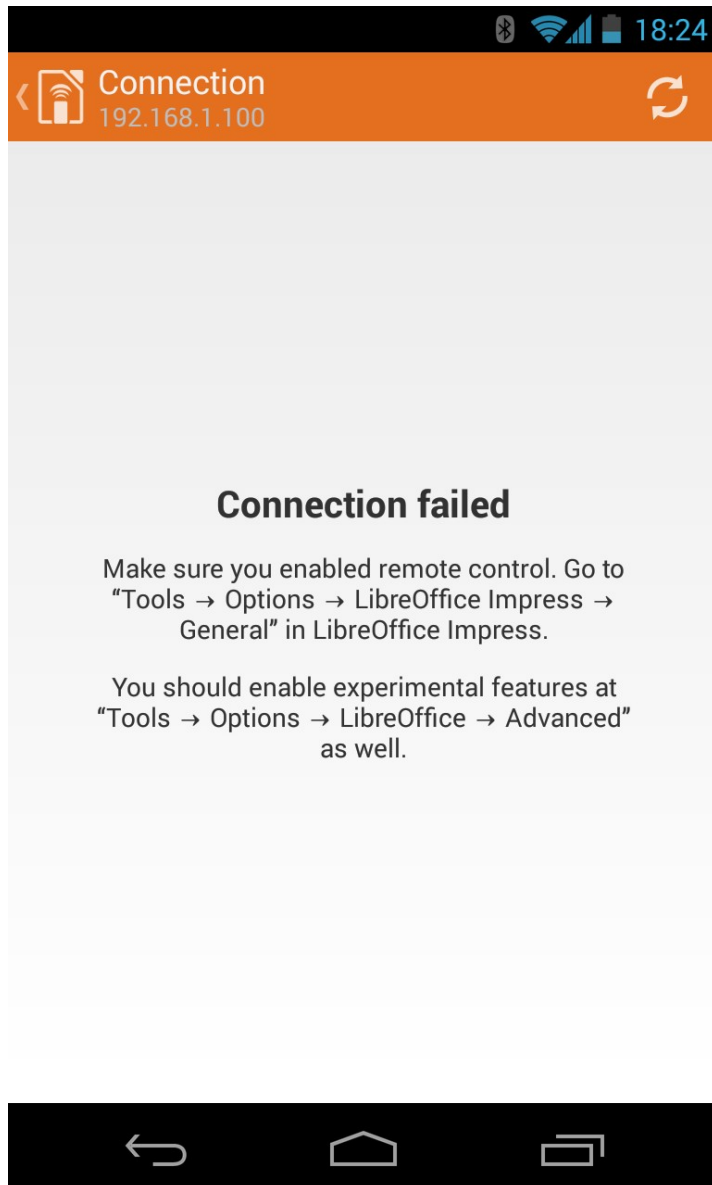 18:24
Connection
192.168.1.100
Connection failed
Make sure you enabled remote control. Go to
“Tools → Options → LibreOffice Impress →
General” in LibreOffice Impress.
You should enable experimental features at
“Tools → Options → LibreOffice → Advanced”
as well.